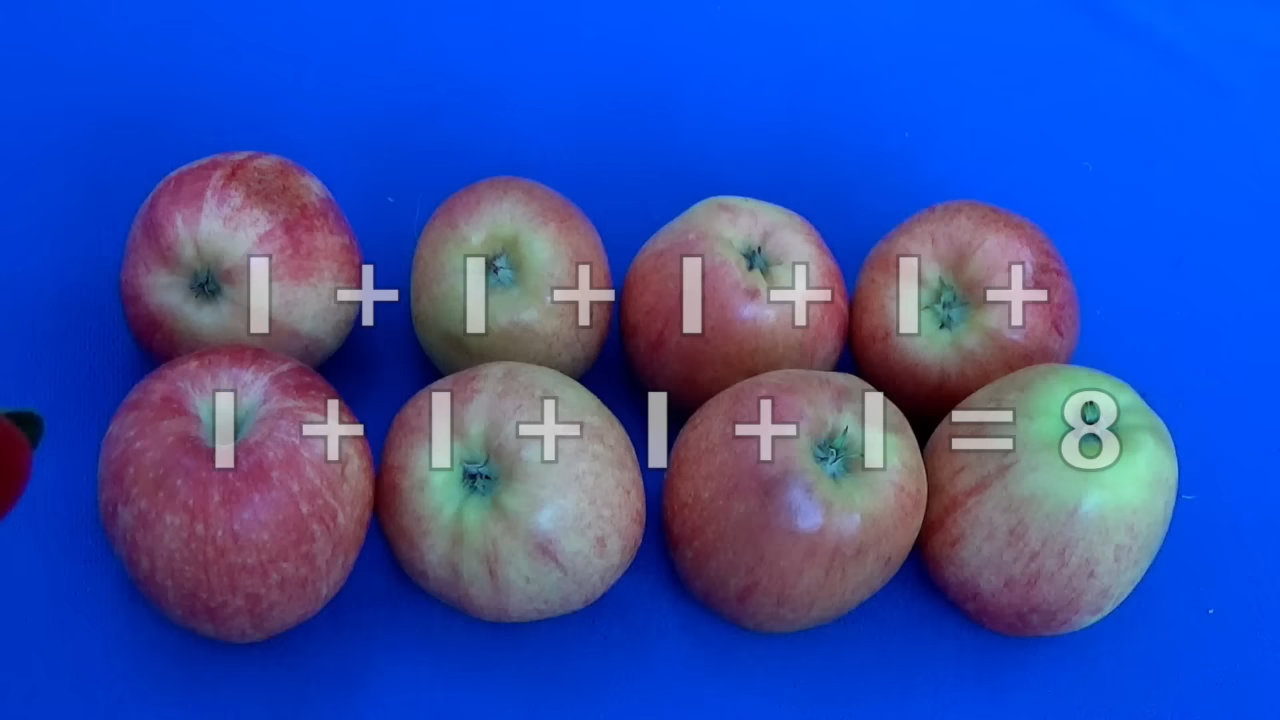 1 + 1 + 1 + 1 +
1 + 1 + 1 + 1 = 8